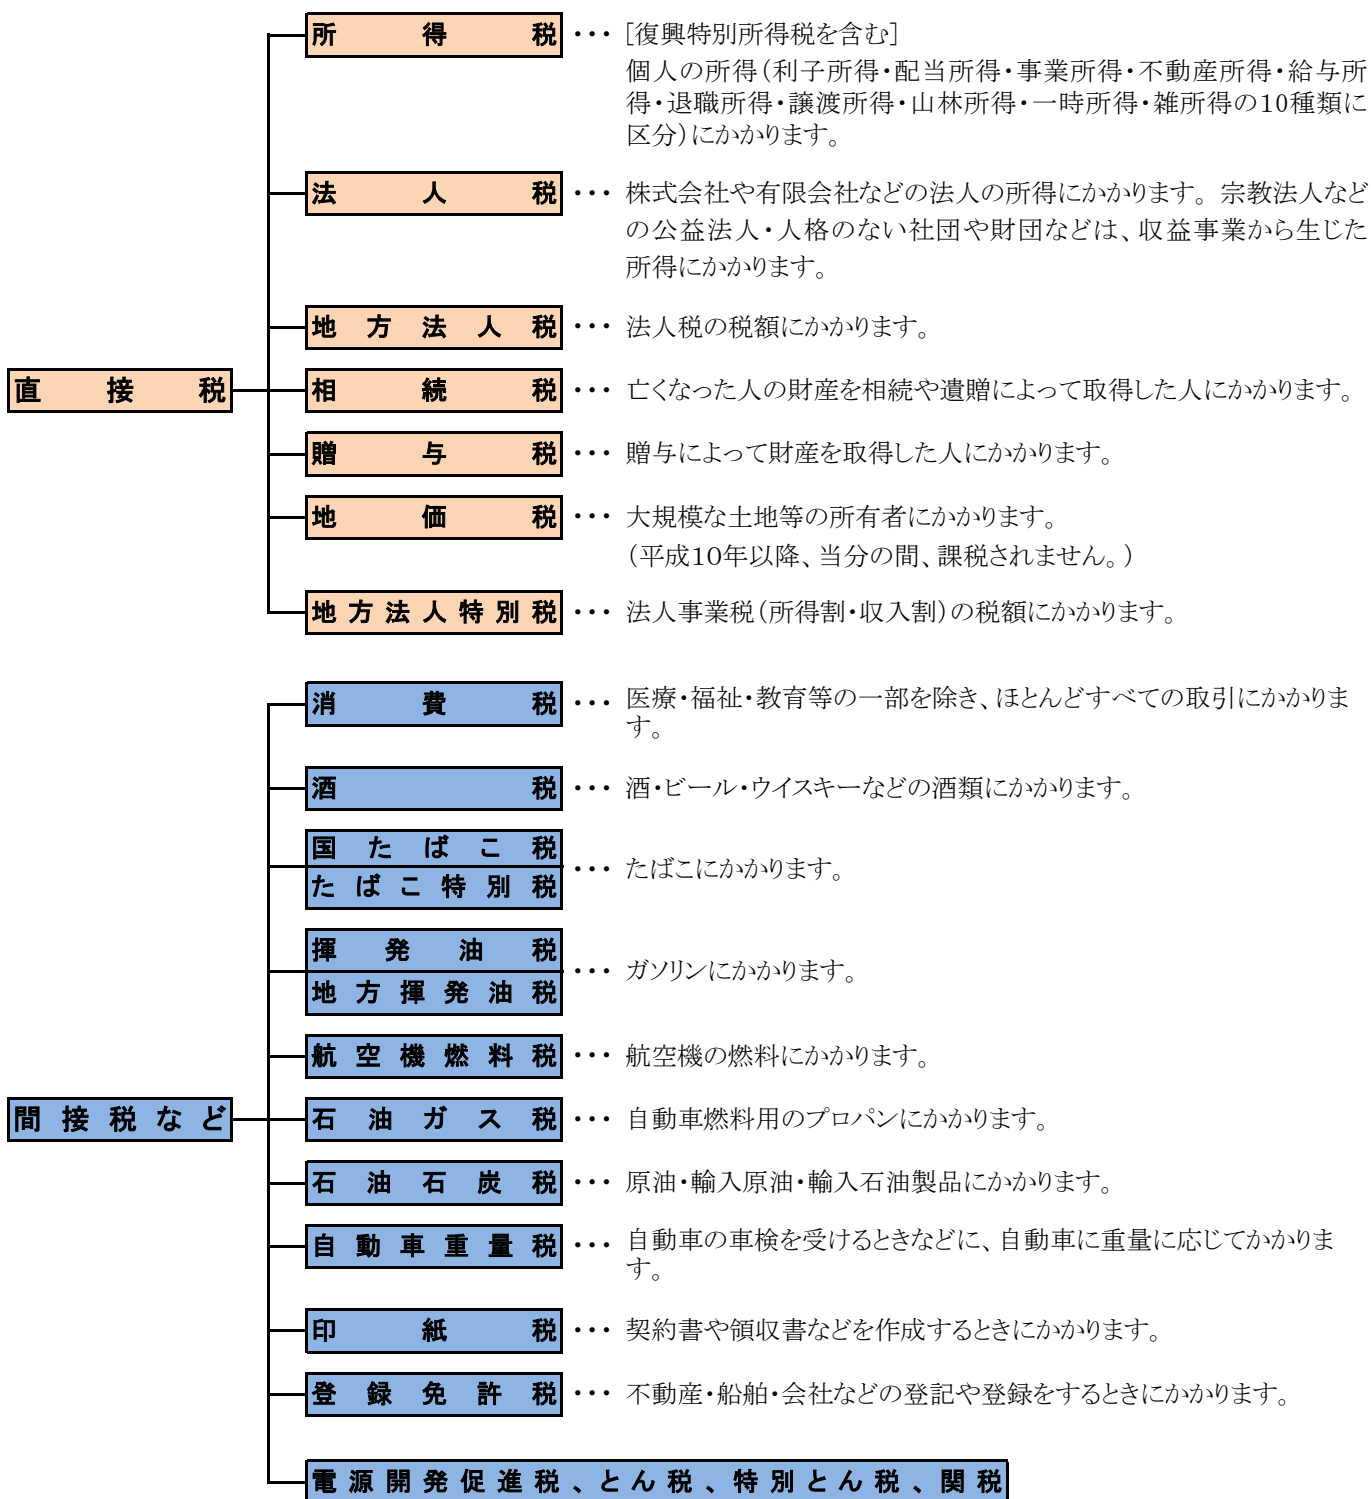 所得税 ・・・ [復興特別所得税を含む]
個人の所得(利子所得・配当所得・事業所得・不動産所得・給与所
得・退職所得・譲渡所得・山林所得・一時所得・雑所得の10種類に
区分)にかかります。
法人税 ・・・ 株式会社や有限会社などの法人の所得にかかります。宗教法人など
の公益法人・人格のない社団や財団などは、収益事業から生じた
所得にかかります。
地方法人税 ・・・ 法人税の税額にかかります。
直接税
相続税 ・・・ 亡くなった人の財産を相続や遺贈によって取得した人にかかります。
贈与税 ・・・ 贈与によって財産を取得した人にかかります。
地価税 ・・・ 大規模な土地等の所有者にかかります。
(平成10年以降、当分の間、課税されません。)
地方法人特別税 ・・・ 法人事業税(所得割・収入割)の税額にかかります。
消費税 ・・・ 医療・福祉・教育等の一部を除き、ほとんどすべての取引にかかりま
す。
酒税 ・・・ 酒・ビール・ウイスキーなどの酒類にかかります。
国たばこ税
たばこ特別税
・・・ たばこにかかります。
揮発油税
地方揮発油税
・・・ ガソリンにかかります。
航空機燃料税 ・・・ 航空機の燃料にかかります。
間接税など
石油ガス税 ・・・ 自動車燃料用のプロパンにかかります。
石油石炭税 ・・・ 原油・輸入原油・輸入石油製品にかかります。
自動車重量税 ・・・ 自動車の車検を受けるときなどに、自動車に重量に応じてかかりま
す。
印紙税 ・・・ 契約書や領収書などを作成するときにかかります。
登録免許税 ・・・ 不動産・船舶・会社などの登記や登録をするときにかかります。
電源開発促進税、とん税、特別とん税、関税